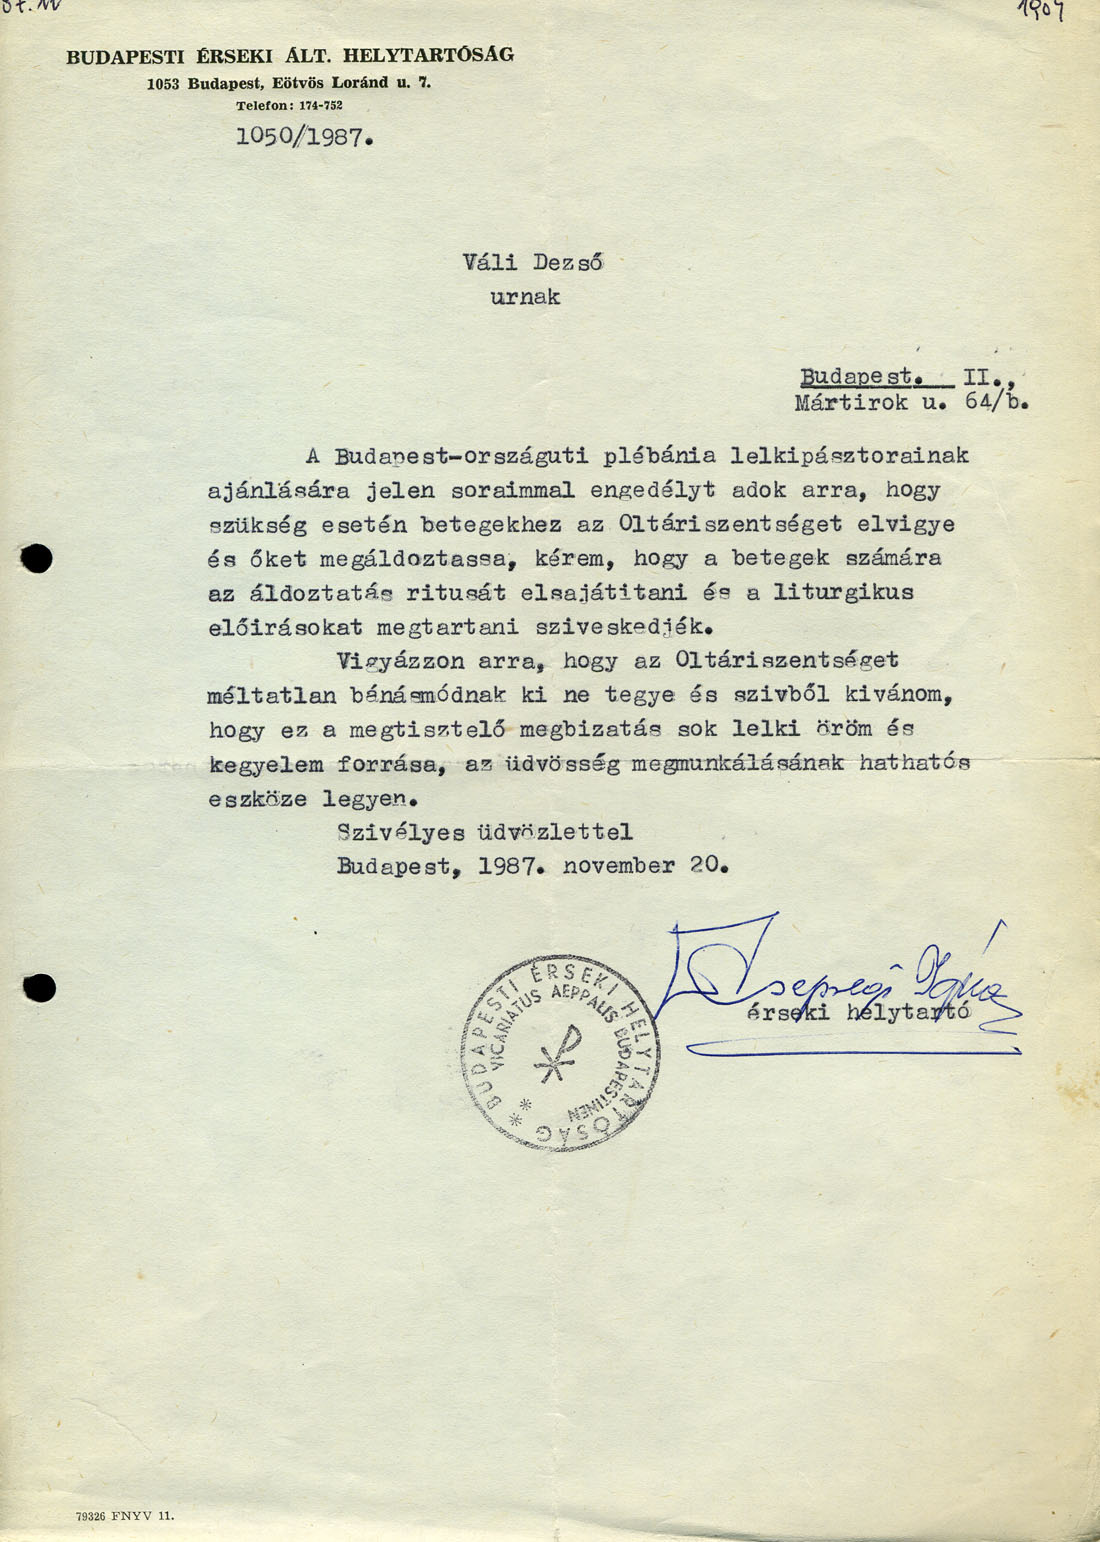 1904
BUDAPESTI ÉRSEKI ÁLT. HELYTARTÓSÁG
1053 Budapest, Eötvös Loránd u. 7.
Telefon: 174-752
1050/1987.
Váli Dezső
urnak
Budapest. II.,
Mártirok u. 64/b.
A Budapest-országuti plébánia lelkipásztorainak
ajánlására jelen soraimmal engedélyt adok arra, hogy
szükség esetén betegekhez az Oltáriszentséget elvigye
és őket megáldoztassa, kérem, hogy a betegek számára
az áldoztatás ritusát elsajátitani és a liturgikus
előirásokat megtartani sziveskedjék.
Vigyázzon arra, hogy az Oltáriszentséget
méltatlan bánásmódnak ki ne tegye és szivből kivánom,
hogy ez a megtisztelő megbizatás sok lelki öröm és
kegyelem forrása, az üdvösség megmunkálásának hathatós
eszköze legyen.
Szivélyes üdvözlettel
Budapest, 1987. november 20.
érseki helytartó
* BUDAPESTI ÉRSEKI HELYTARTÓSÁG
* VICARIATUS AEPPALIS BUDAPESTINEN
79326 FNYV 11.